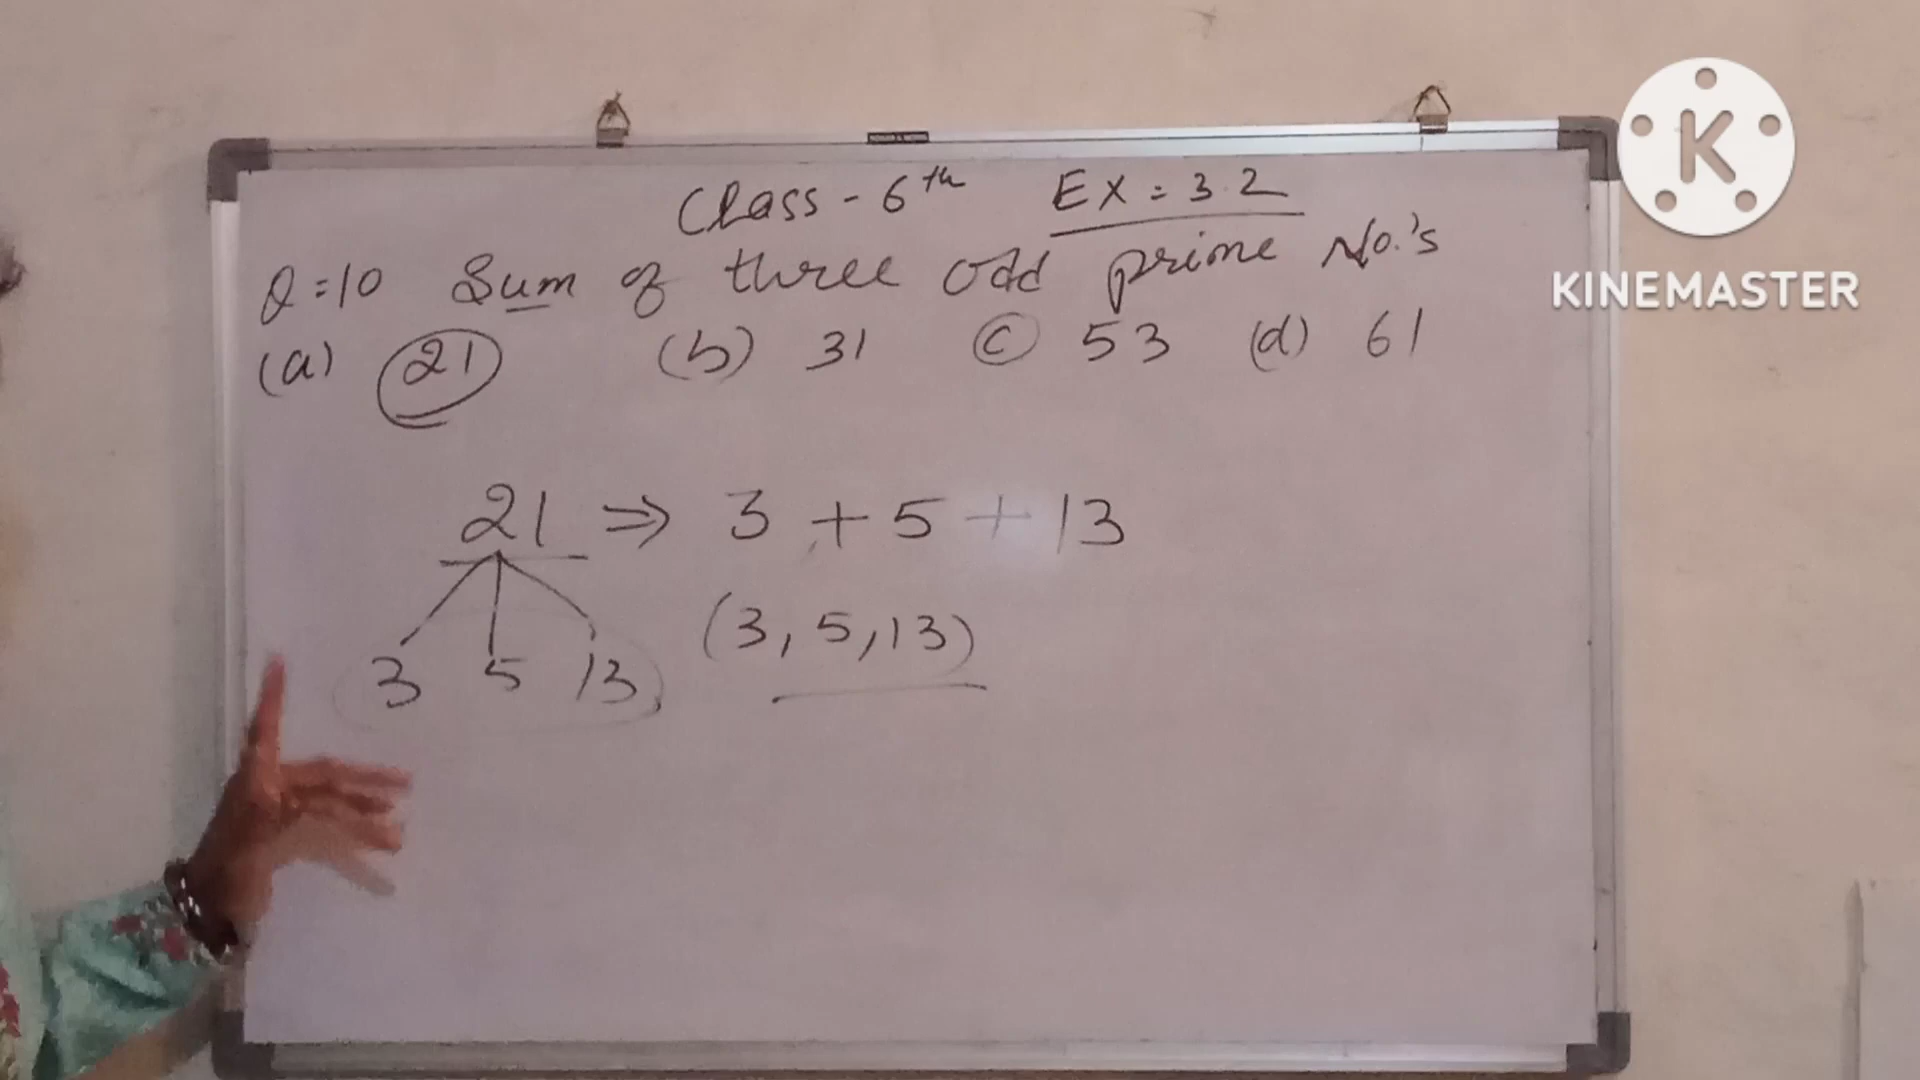 Class - 6th Ex = 3.2
Q = 10 Sum of three odd prime No.'s
(a) 21 (b) 31 (c) 53 (d) 61
21 ⇒ 3 + 5 + 13
3 5 13 (3, 5, 13)
K
KINEMASTER